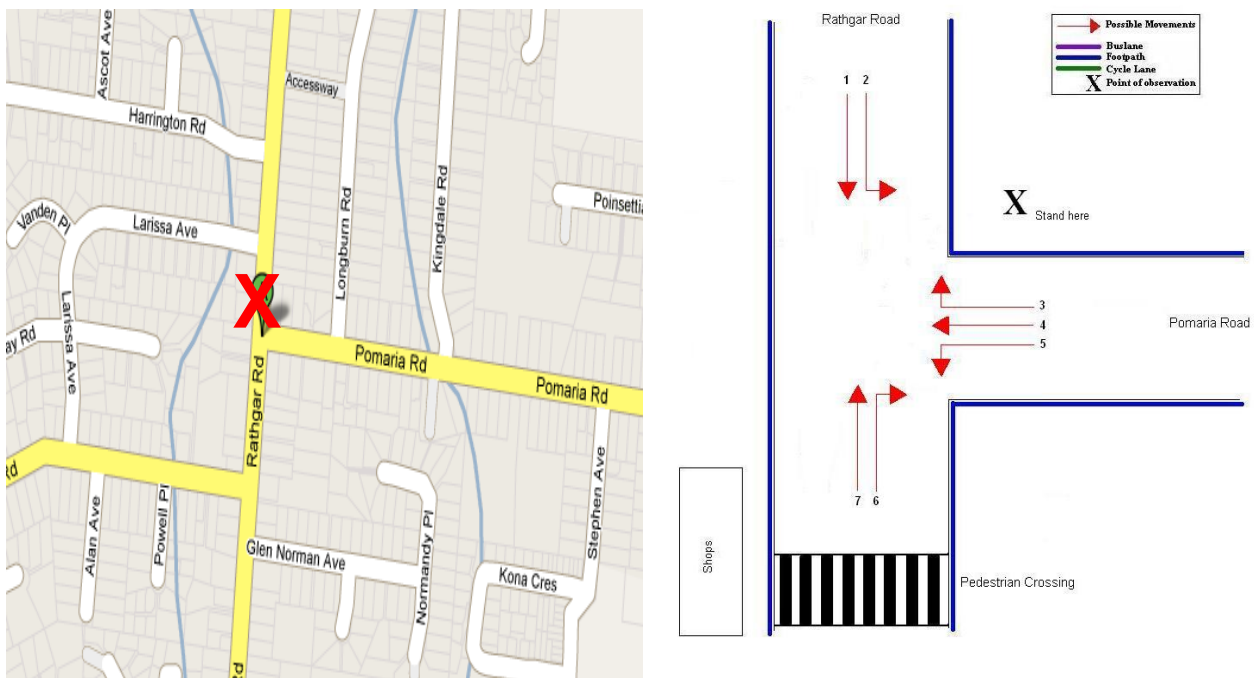 Ascot Ave
Accessway
Harrington Rd
Longburn Rd
Kingdale Rd
Poinsettia
Vanden Pl
Larissa Ave
Larissa Ave
ay Rd
Rathgar Rd
Pomaria Rd
Pomaria Rd
Rd
Alan Ave
Powell Pl
Glen Norman Ave
Normandy Pl
Stephen Ave
Kona Cres
Rd
X
Rathgar Road
Possible Movements
Buslane
Footpath
Cycle Lane
X Point of observation
1 2
X Stand here
3
4
5
Pomaria Road
7 6
Shops
Pedestrian Crossing